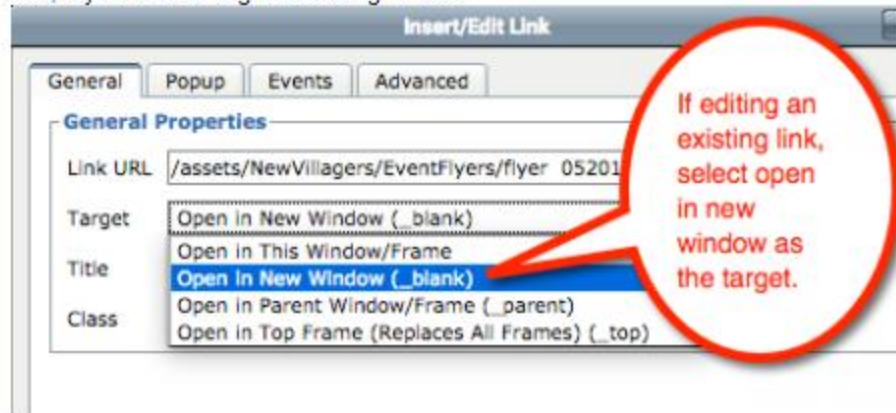 Insert/Edit Link
General Popup Events Advanced
General Properties
Link URL /assets/NewVillagers/EventFlyers/flyer 05201
Target Open in New Window (_blank)
Open in This Window/Frame
Title
Open in New Window (_blank)
Open in Parent Window/Frame (_parent)
Class
Open in Top Frame (Replaces All Frames) (_top)
If editing an
existing link,
select open
in new
window as
the target.